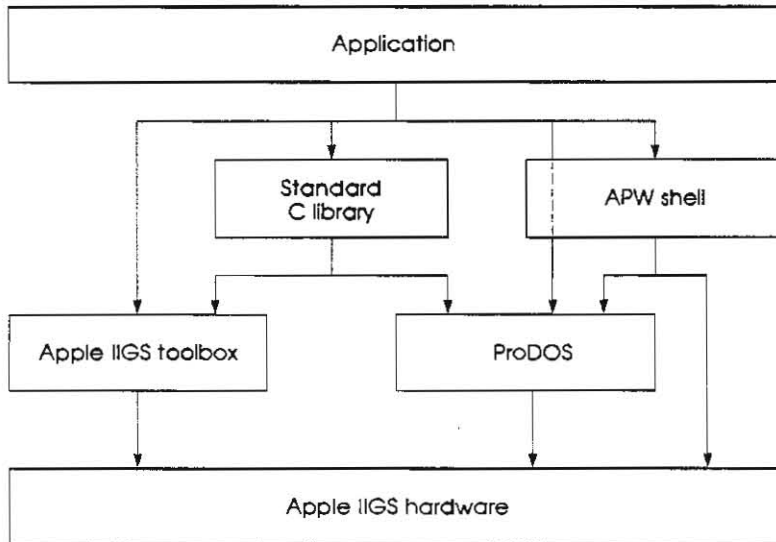 Application
Standard
C library
APW shell
Apple IIGS toolbox
ProDOS
Apple IIGS hardware